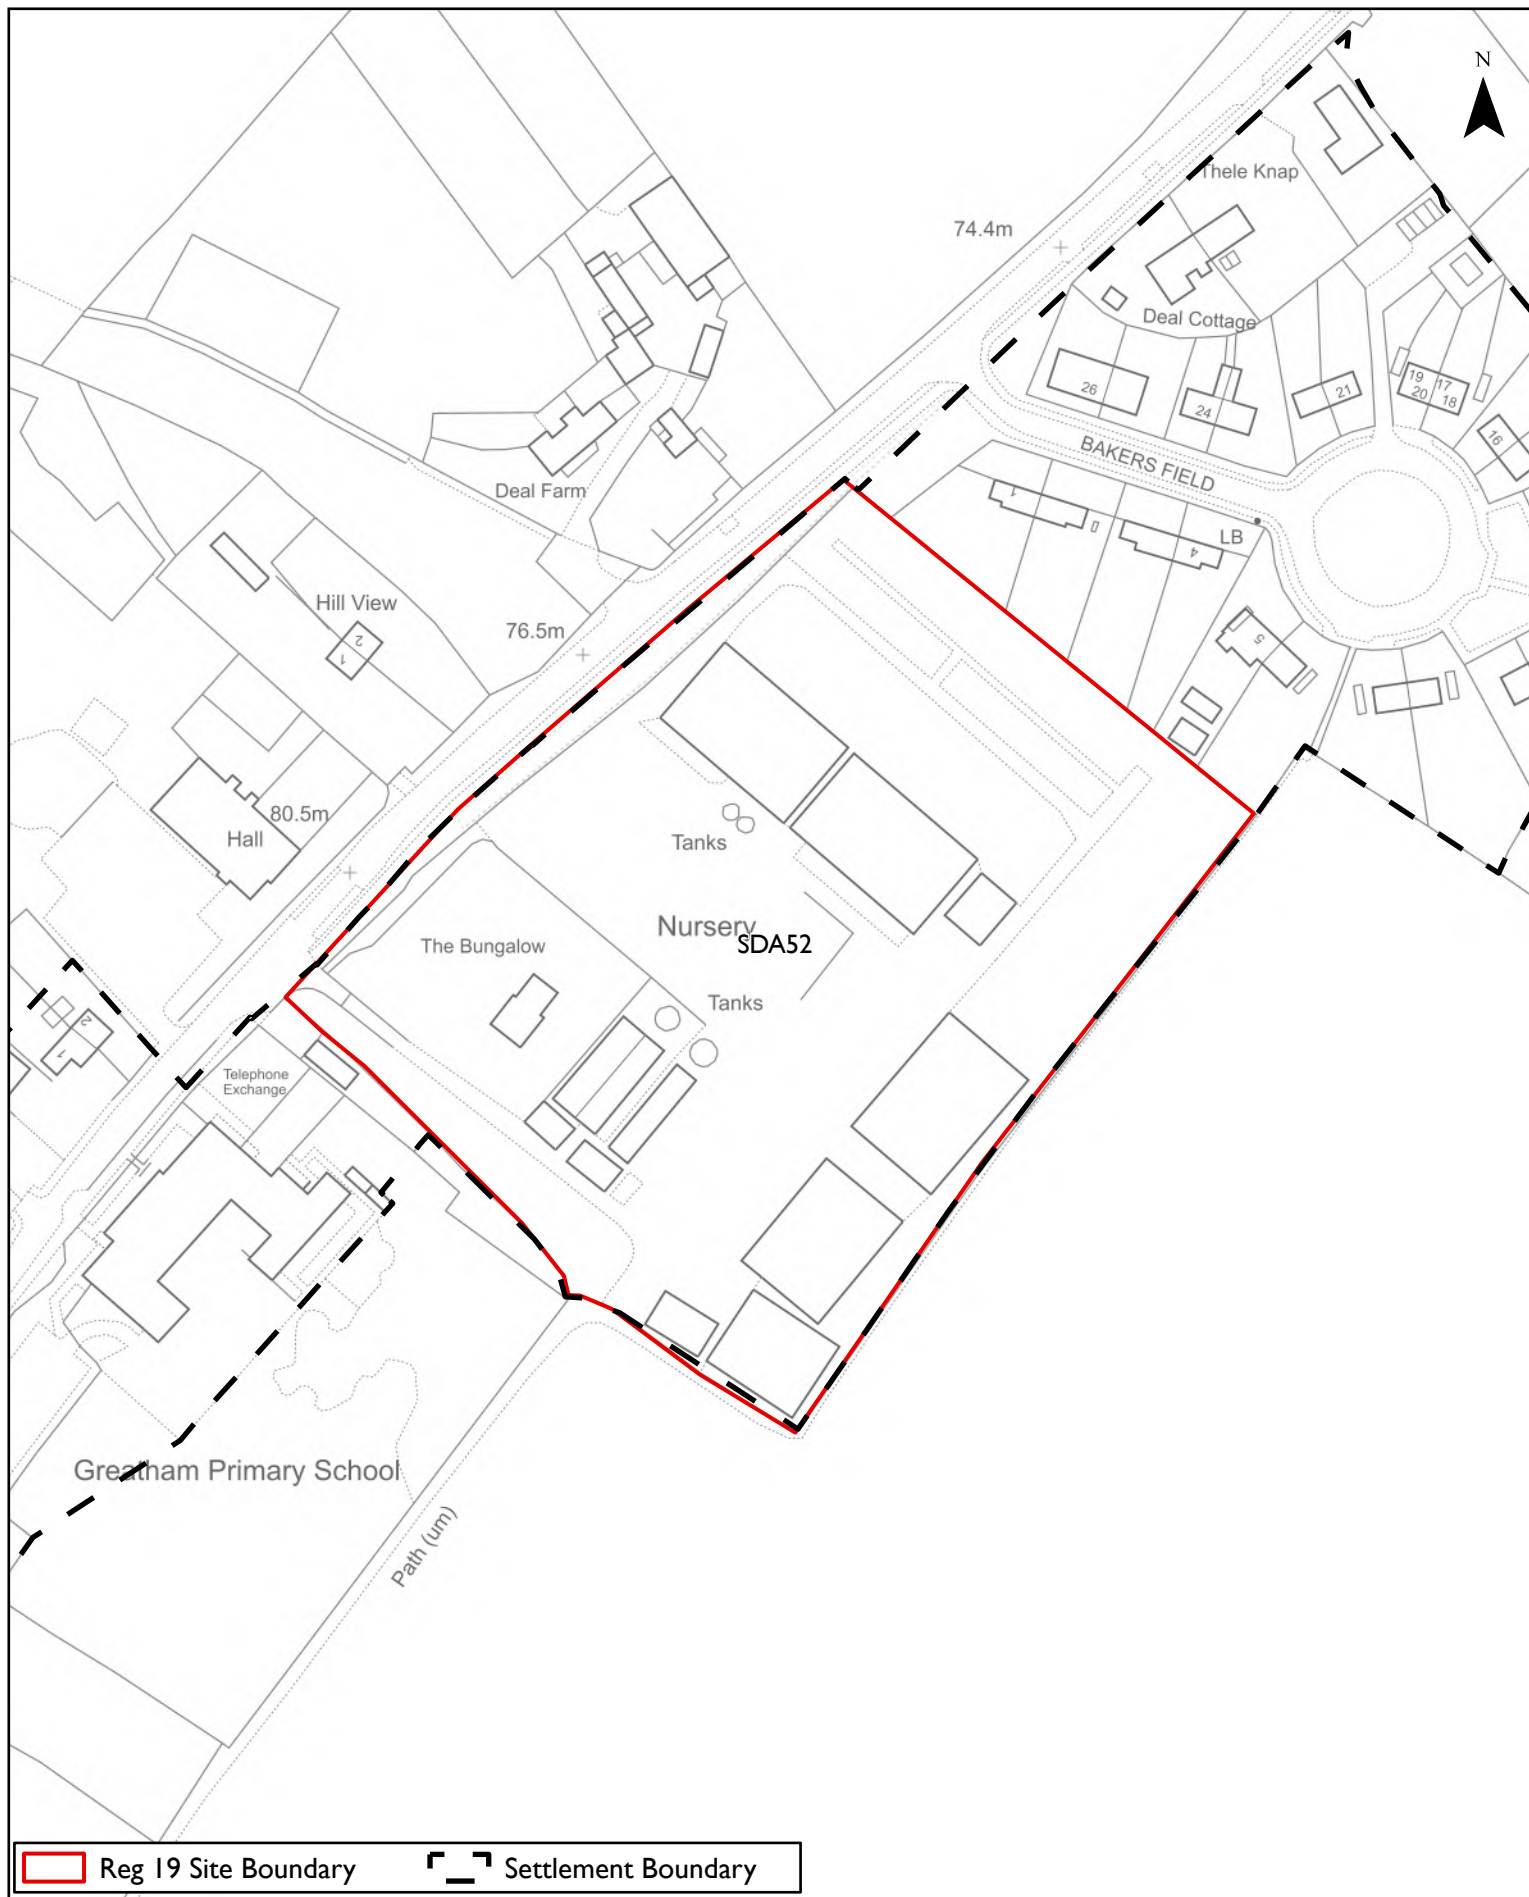 N
Thele Knap
74.4m
Deal Cottage
26
24
21
19
17
20
18
16
BAKERS FIELD
Deal Farm
1
LB
4
Hill View
76.5m
2
1
5
80.5m
Hall
Tanks
Nursery
SDA52
The Bungalow
Tanks
2
1
Telephone
Exchange
Greatham Primary School
Path (um)
Reg 19 Site Boundary
Settlement Boundary